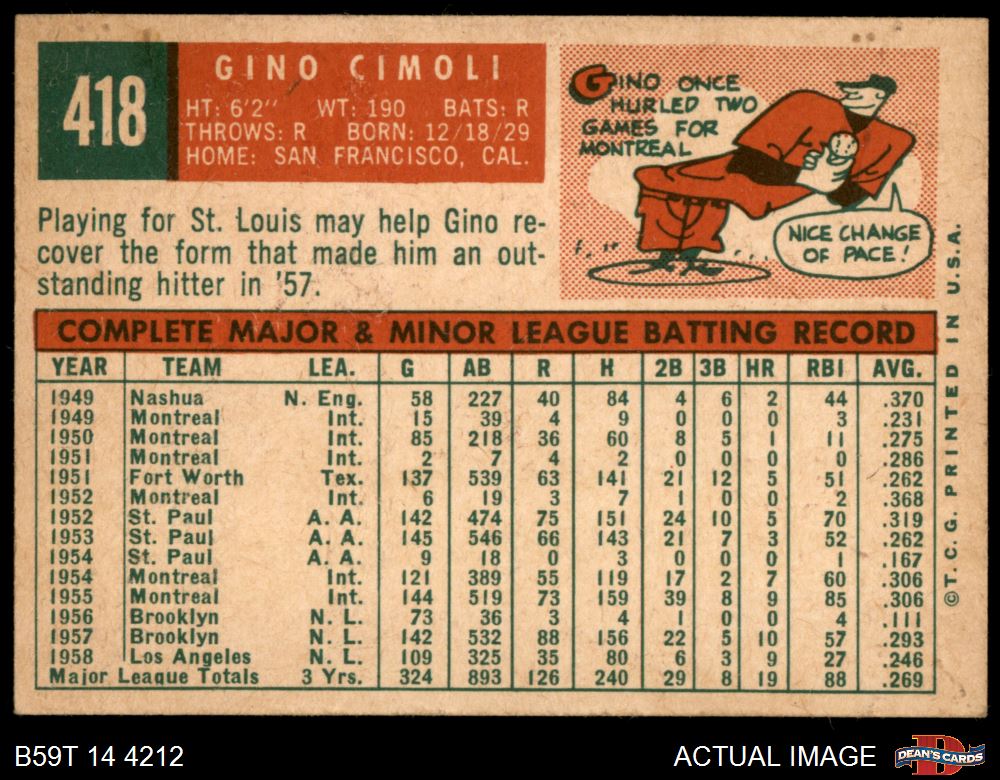 418
GINO CIMOLI
HT: 6'2" WT: 190 BATS: R
THROWS: R BORN: 12/18/29
HOME: SAN FRANCISCO, CAL.
GINO ONCE
HURLED TWO
GAMES FOR
MONTREAL
NICE CHANGE
OF PACE!
Playing for St. Louis may help Gino re-
cover the form that made him an out-
standing hitter in '57.
COMPLETE MAJOR & MINOR LEAGUE BATTING RECORD
YEAR TEAM LEA. G AB R H 2B 3B HR RBI AVG.
1949 Nashua N. Eng. 58 227 40 84 4 6 2 44 .370
1949 Montreal Int. 15 39 4 9 0 0 0 3 .231
1950 Montreal Int. 85 218 36 60 8 5 1 11 .275
1951 Montreal Int. 2 7 4 2 0 0 0 0 .286
1951 Fort Worth Tex. 137 539 63 141 21 12 5 51 .262
1952 Montreal Int. 6 19 3 7 1 0 0 2 .368
1952 St. Paul A. A. 142 474 75 151 24 10 5 70 .319
1953 St. Paul A. A. 145 546 66 143 21 7 3 52 .262
1954 St. Paul A. A. 9 18 0 3 0 0 0 1 .167
1954 Montreal Int. 121 389 55 119 17 2 7 60 .306
1955 Montreal Int. 144 519 73 159 39 8 9 85 .306
1956 Brooklyn N. L. 73 36 3 4 1 0 0 4 .111
1957 Brooklyn N. L. 142 532 88 156 22 5 10 57 .293
1958 Los Angeles N. L. 109 325 35 80 6 3 9 27 .246
Major League Totals 3 Yrs. 324 893 126 240 29 8 19 88 .269
©T. C. G. PRINTED IN U.S.A.
B59T 14 4212
ACTUAL IMAGE
DEAN'S CARDS